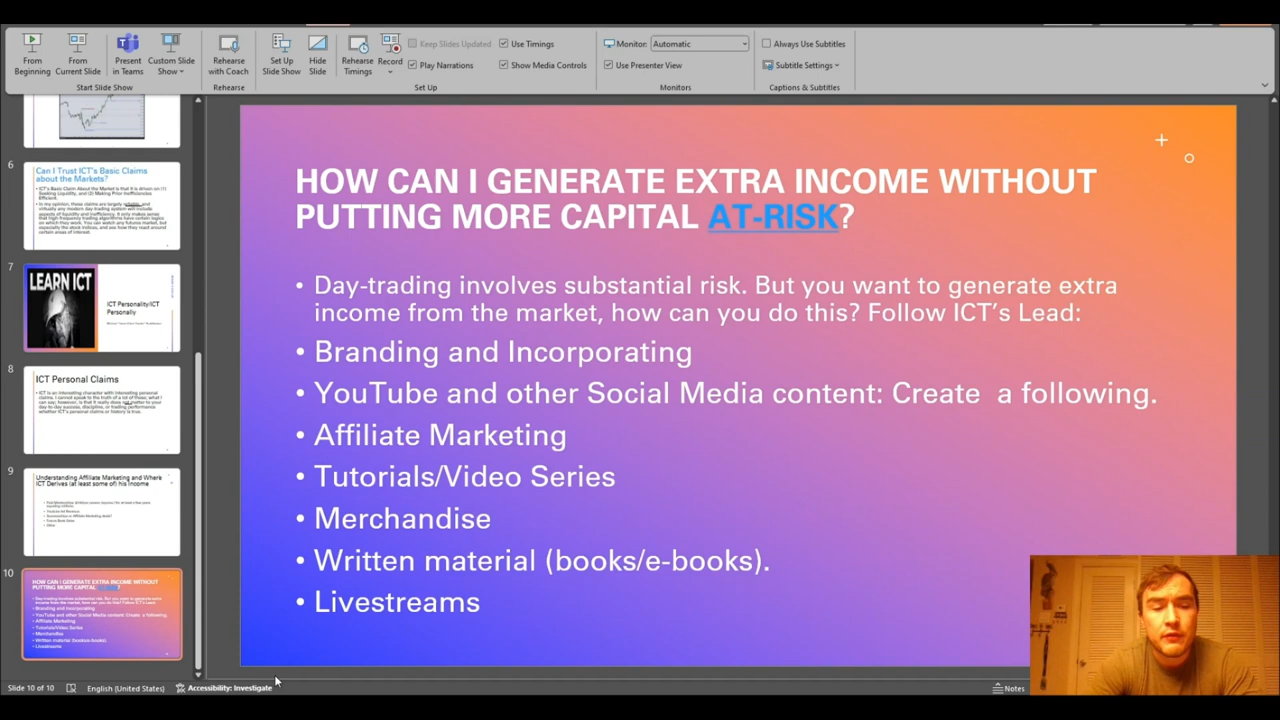 Keep Slides Updated
Use Timings
Monitor:
Automatic
Always Use Subtitles
From Beginning
From Current Slide
Present in Teams
Custom Slide Show
Rehearse with Coach
Set Up Slide Show
Hide Slide
Rehearse Timings
Record
Play Narrations
Show Media Controls
Use Presenter View
Subtitle Settings
Start Slide Show
Rehearse
Set Up
Monitors
Captions & Subtitles
6
Can I Trust ICT's Basic Claims
about the Markets?
7
LEARN ICT
ICT Personality/ICT
Personally
8
ICT Personal Claims
9
Understanding Affiliate Marketing and Where
ICT Derives (at least some of) his Income
10
HOW CAN I GENERATE EXTRA INCOME WITHOUT
PUTTING MORE CAPITAL AT-RISK?
• Day-trading involves substantial risk. But you want to generate extra
income from the market, how can you do this? Follow ICT's Lead:
• Branding and Incorporating
• YouTube and other Social Media content: Create a following.
• Affiliate Marketing
• Tutorials/Video Series
• Merchandise
• Written material (books/e-books).
• Livestreams
Slide 10 of 10
English (United States)
Accessibility: Investigate
Notes